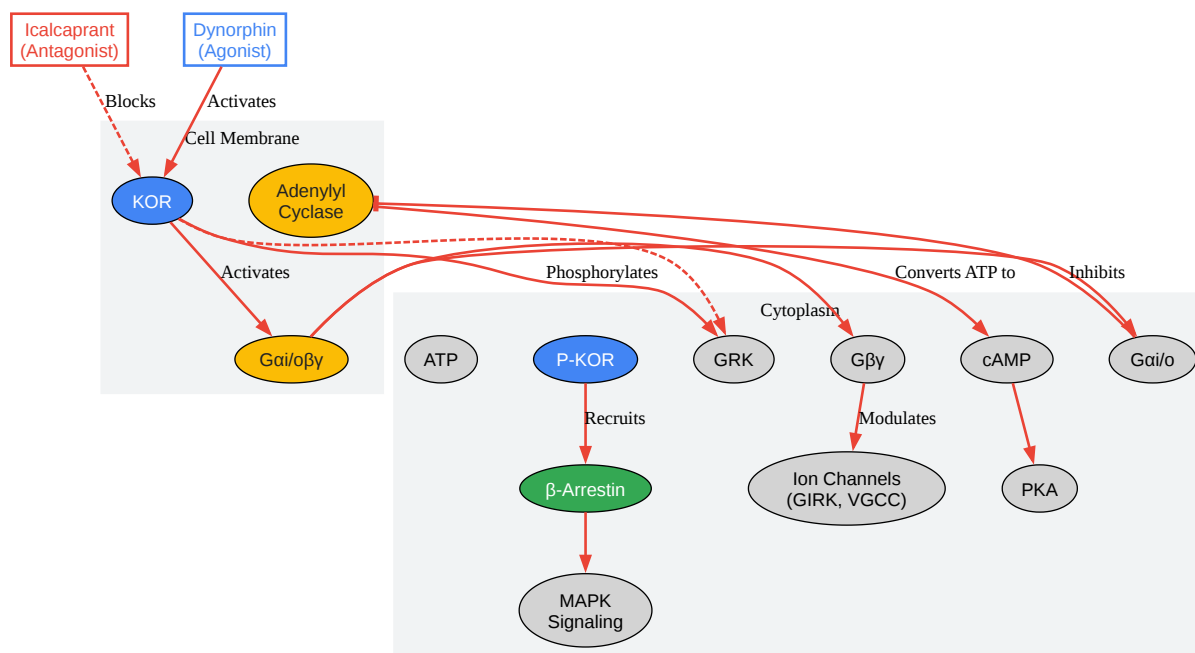 Icalcaprant
(Antagonist)
Dynorphin
(Agonist)
Blocks
Activates
Cell Membrane
KOR
Adenylyl
Cyclase
Activates
Phosphorylates
Converts ATP to
Inhibits
Cytoplasm
Gαi/oβγ
ATP
P-KOR
GRK
Gβγ
cAMP
Gαi/o
Recruits
Modulates
β-Arrestin
Ion Channels
(GIRK, VGCC)
PKA
MAPK
Signaling